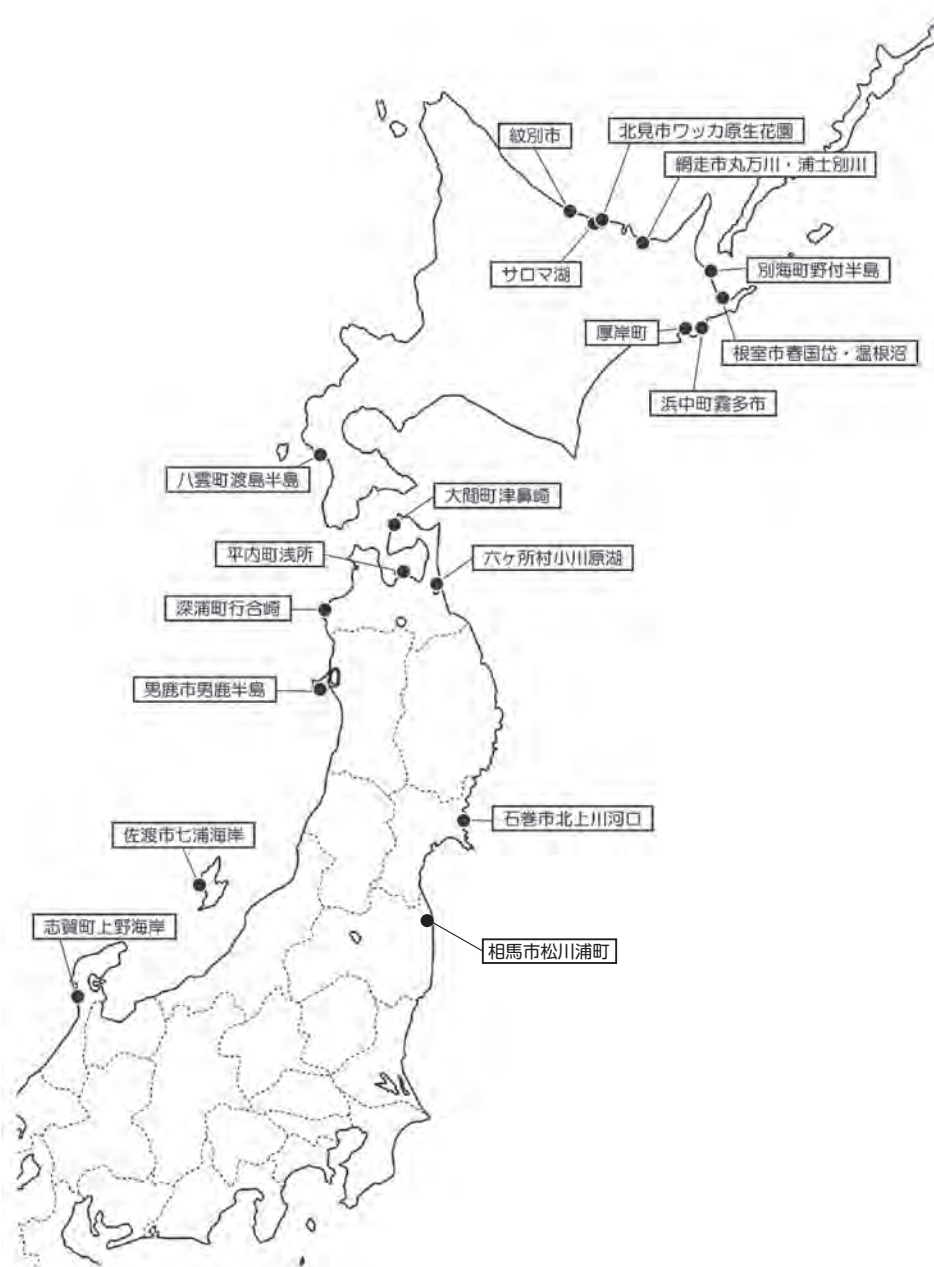 北見市ワッカ原生花園
紋別市
網走市丸万川・浦士別川
サロマ湖
別海町野付半島
厚岸町
根室市春国岱・温根沼
浜中町霧多布
八雲町渡島半島
大間町津鼻崎
平内町浅所
六ヶ所村小川原湖
深浦町行合崎
男鹿市男鹿半島
石巻市北上川河口
佐渡市七浦海岸
志賀町上野海岸
相馬市松川浦町